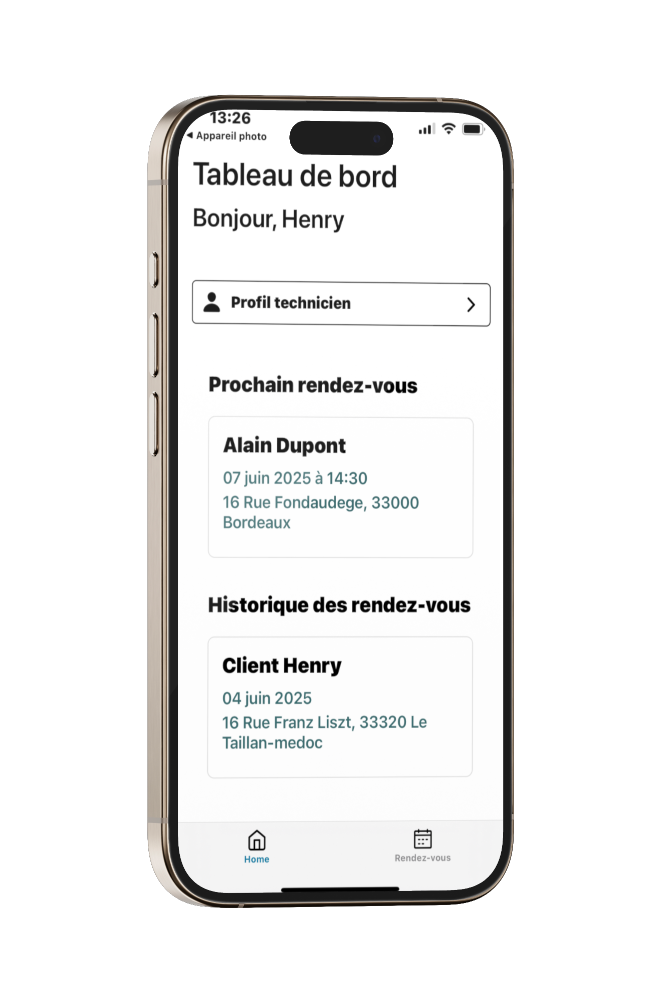 13:26
◀ Appareil photo
Tableau de bord
Bonjour, Henry
Profil technicien
Prochain rendez-vous
Alain Dupont
07 juin 2025 à 14:30
16 Rue Fondaudege, 33000
Bordeaux
Historique des rendez-vous
Client Henry
04 juin 2025
16 Rue Franz Liszt, 33320 Le
Taillan-medoc
Home
Rendez-vous